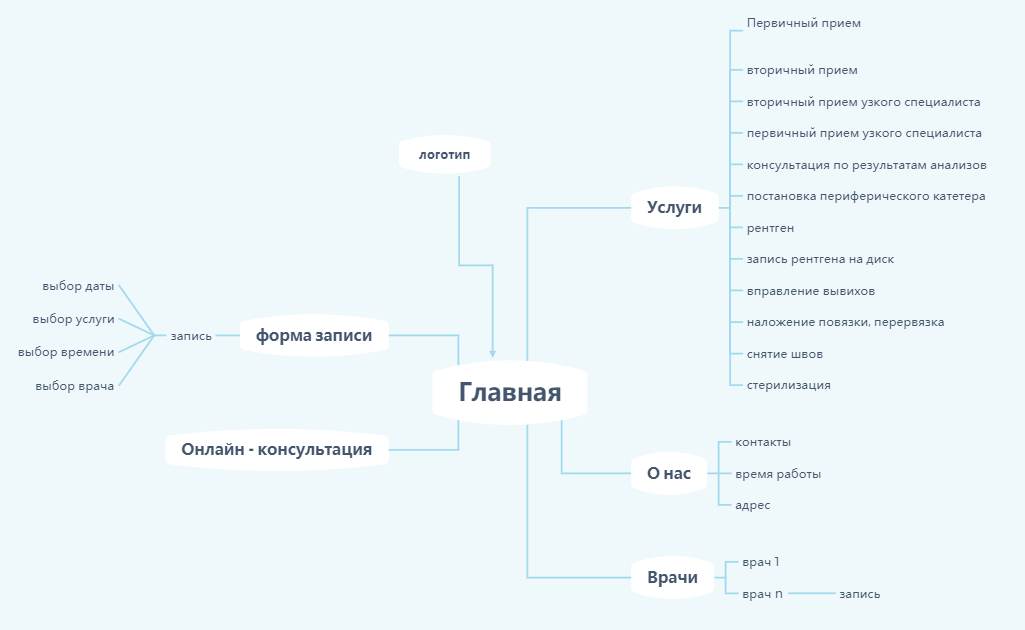 логотип
Главная
Услуги
Первичный прием
вторичный прием
вторичный прием узкого специалиста
первичный прием узкого специалиста
консультация по результатам анализов
постановка периферического катетера
рентген
запись рентгена на диск
вправление вывихов
наложение повязки, перервязка
снятие швов
стерилизация
О нас
контакты
время работы
адрес
Врачи
врач 1
врач n
запись
форма записи
запись
выбор даты
выбор услуги
выбор времени
выбор врача
Онлайн - консультация